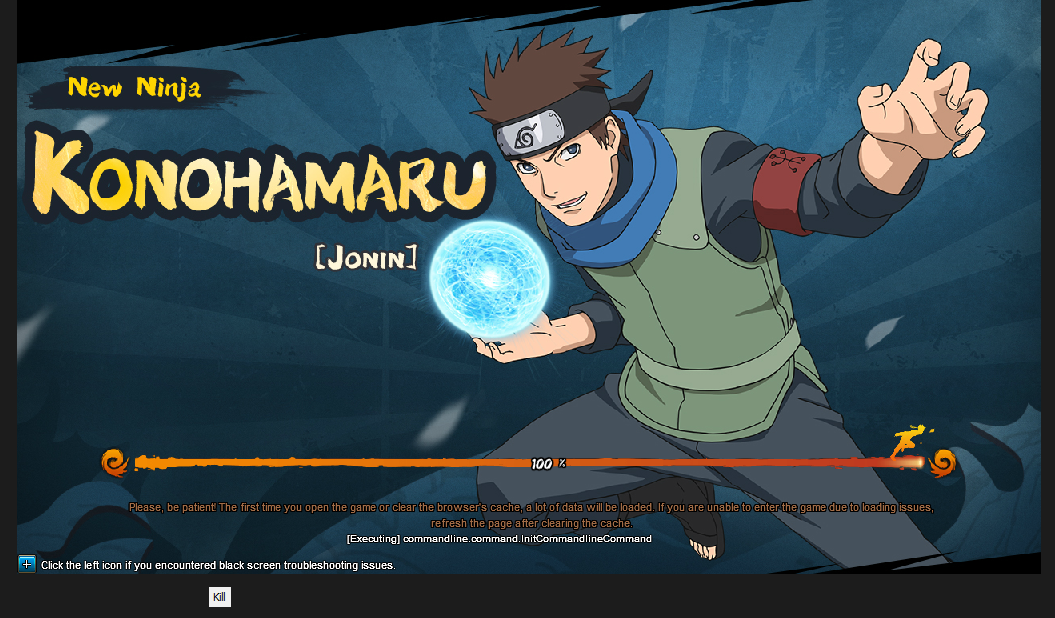 New Ninja
KONOHAMARU
[JONIN]
100 %
Please, be patient! The first time you open the game or clear the browser's cache, a lot of data will be loaded. If you are unable to enter the game due to loading issues,
refresh the page after clearing the cache.
[Executing] commandline.command.InitCommandlineCommand
Click the left icon if you encountered black screen troubleshooting issues.
Kill